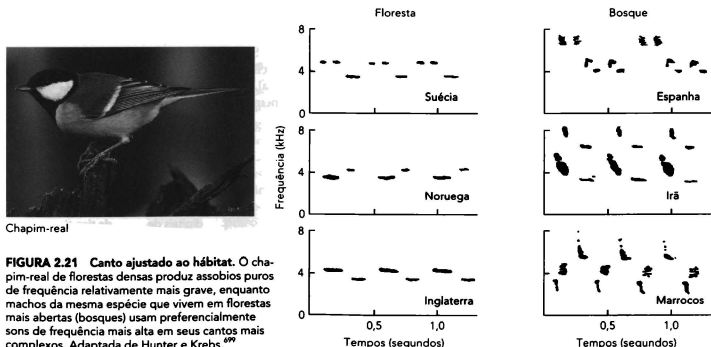 Chapim-real
FIGURA 2.21 Canto ajustado ao hábitat. O cha-
pim-real de florestas densas produz assobios puros
de frequência relativamente mais grave, enquanto
machos da mesma espécie que vivem em florestas
mais abertas (bosques) usam preferencialmente
sons de frequência mais alta em seus cantos mais
complexos. Adaptada de Hunter e Krebs.⁶⁹⁹
Floresta
Bosque
Frequência (kHz)
8
4
0
Suécia
Espanha
8
4
0
Noruega
Irã
8
4
0
Inglaterra
Marrocos
0,5 1,0
0,5 1,0
Tempos (segundos)
Tempos (segundos)